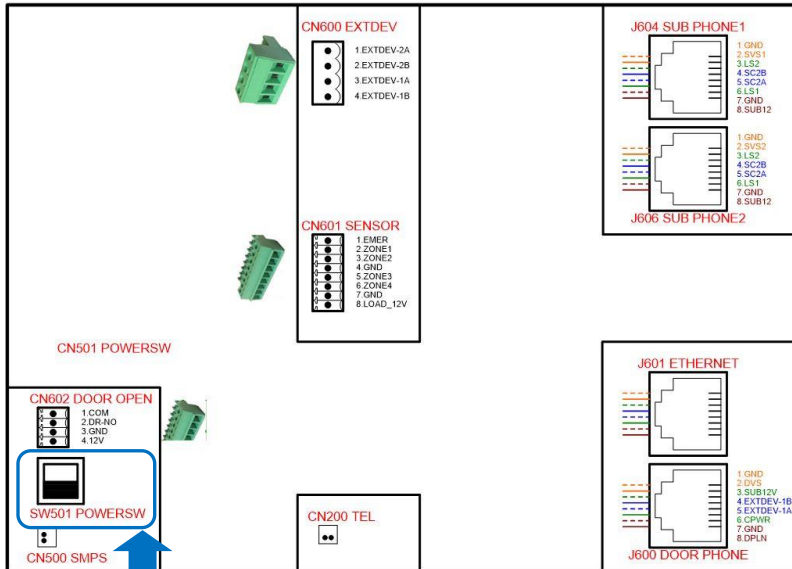 CN600 EXTDEV
1.EXTDEV-2A
2.EXTDEV-2B
3.EXTDEV-1A
4.EXTDEV-1B
J604 SUB PHONE1
1.GND
2.SVS1
3.LS2
4.SC2B
5.SC2A
6.LS1
7.GND
8.SUB12
1.GND
2.SVS2
3.LS2
4.SC2B
5.SC2A
6.LS1
7.GND
8.SUB12
J606 SUB PHONE2
CN601 SENSOR
1.EMER
2.ZONE1
3.ZONE2
4.GND
5.ZONE3
6.ZONE4
7.GND
8.LOAD_12V
CN501 POWERSW
CN602 DOOR OPEN
1.COM
2.DR-NO
3.GND
4.12V
SW501 POWERSW
CN500 SMPS
CN200 TEL
J601 ETHERNET
1.GND
2.DVS
3.SUB12V
4.EXTDEV-1B
5.EXTDEV-1A
6.CPWR
7.GND
8.DPLN
J600 DOOR PHONE